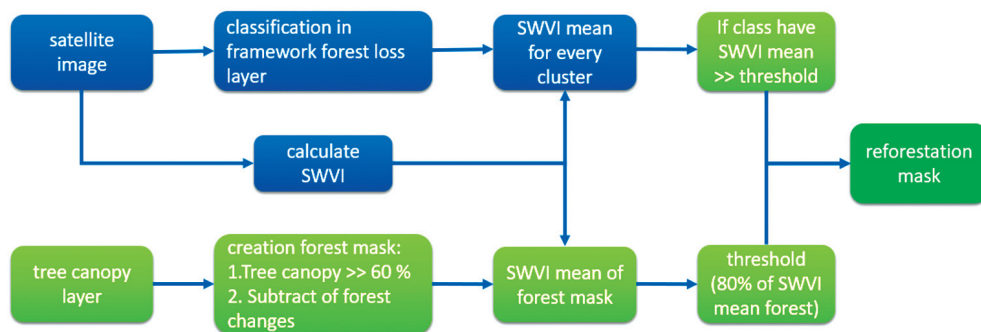 satellite
image
classification in
framework forest loss
layer
SWVI mean
for every
cluster
If class have
SWVI mean
>> threshold
calculate
SWVI
reforestation
mask
tree canopy
layer
creation forest mask:
1.Tree canopy >> 60 %
2. Subtract of forest
changes
SWVI mean of
forest mask
threshold
(80% of SWVI
mean forest)